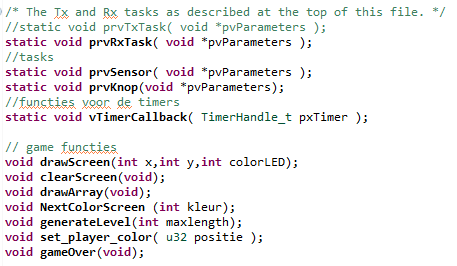 /* The Tx and Rx tasks as described at the top of this file. */
//static void prvTxTask( void *pvParameters );
static void prvRxTask( void *pvParameters );
//tasks
static void prvSensor( void *pvParameters );
static void prvKnop(void *pvParameters);
//functies voor de timers
static void vTimerCallback( TimerHandle_t pxTimer );

// game functies
void drawScreen(int x,int y,int colorLED);
void clearScreen(void);
void drawArray(void);
void NextColorScreen (int kleur);
void generateLevel(int maxlength);
void set_player_color( u32 positie );
void gameOver(void);